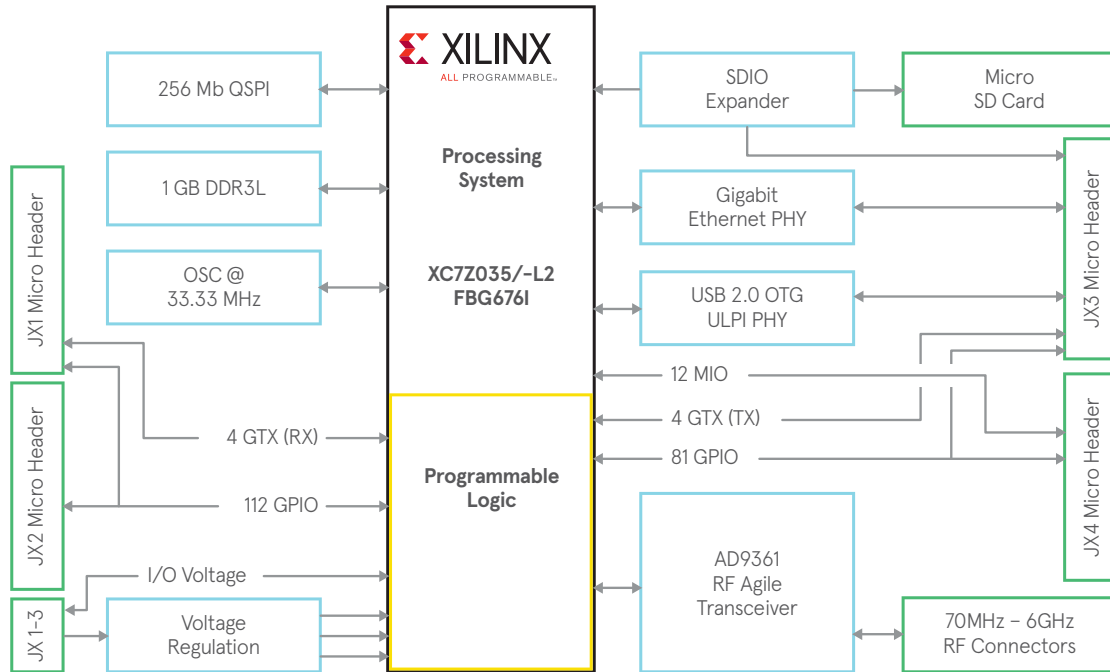 XILINX
ALL PROGRAMMABLE™
256 Mb QSPI
1 GB DDR3L
OSC @
33.33 MHz
JX1 Micro Header
JX2 Micro Header
4 GTX (RX)
112 GPIO
I/O Voltage
JX 1-3
Voltage
Regulation
Processing
System
XC7Z035/-L2
FBG676I
Programmable
Logic
SDIO
Expander
Micro
SD Card
Gigabit
Ethernet PHY
USB 2.0 OTG
ULPI PHY
JX3 Micro Header
12 MIO
4 GTX (TX)
81 GPIO
JX4 Micro Header
AD9361
RF Agile
Transceiver
70MHz – 6GHz
RF Connectors